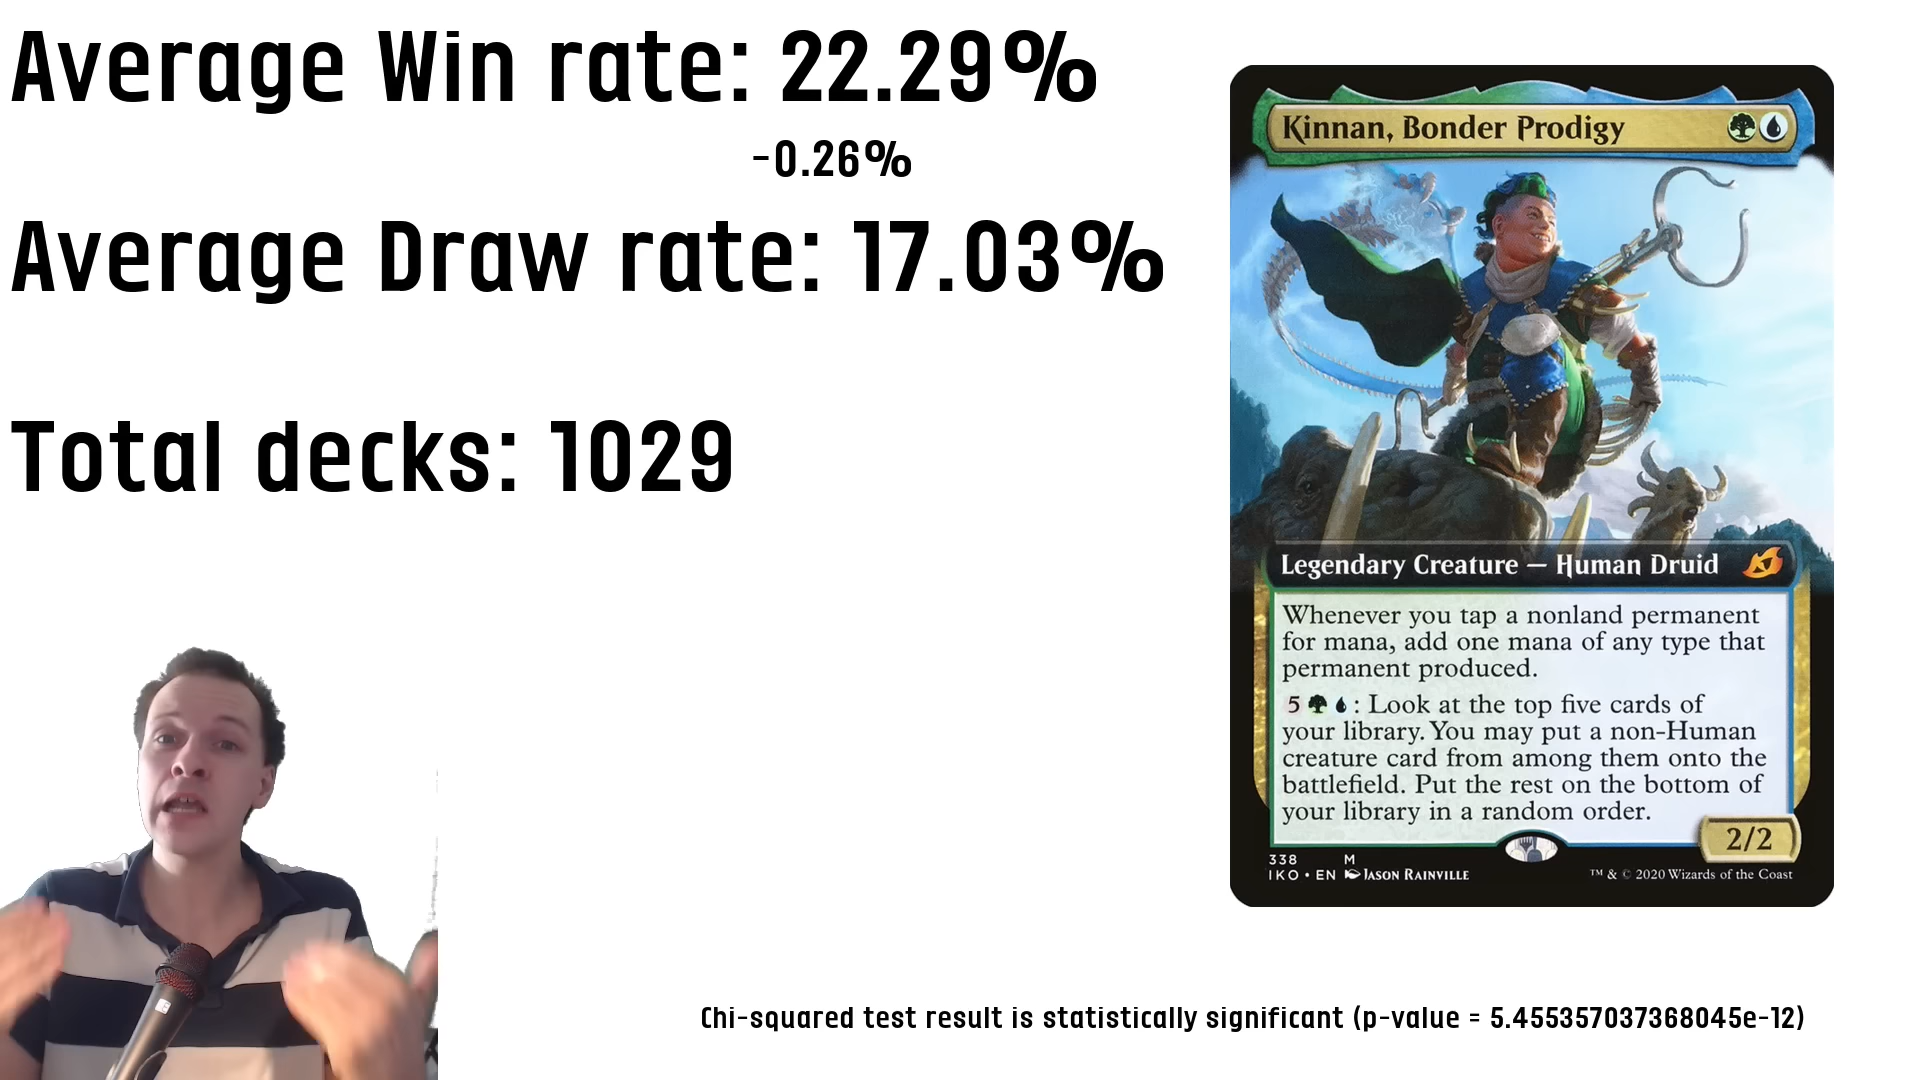 Average Win rate: 22.29%
-0.26%
Average Draw rate: 17.03%
Total decks: 1029
Kinnan, Bonder Prodigy
Legendary Creature — Human Druid
Whenever you tap a nonland permanent
for mana, add one mana of any type that
permanent produced.
5 : Look at the top five cards of
your library. You may put a non-Human
creature card from among them onto the
battlefield. Put the rest on the bottom of
your library in a random order.
2/2
338 M
IKO • EN Jason Rainville
™ & © 2020 Wizards of the Coast
Chi-squared test result is statistically significant (p-value = 5.455357037368045e-12)